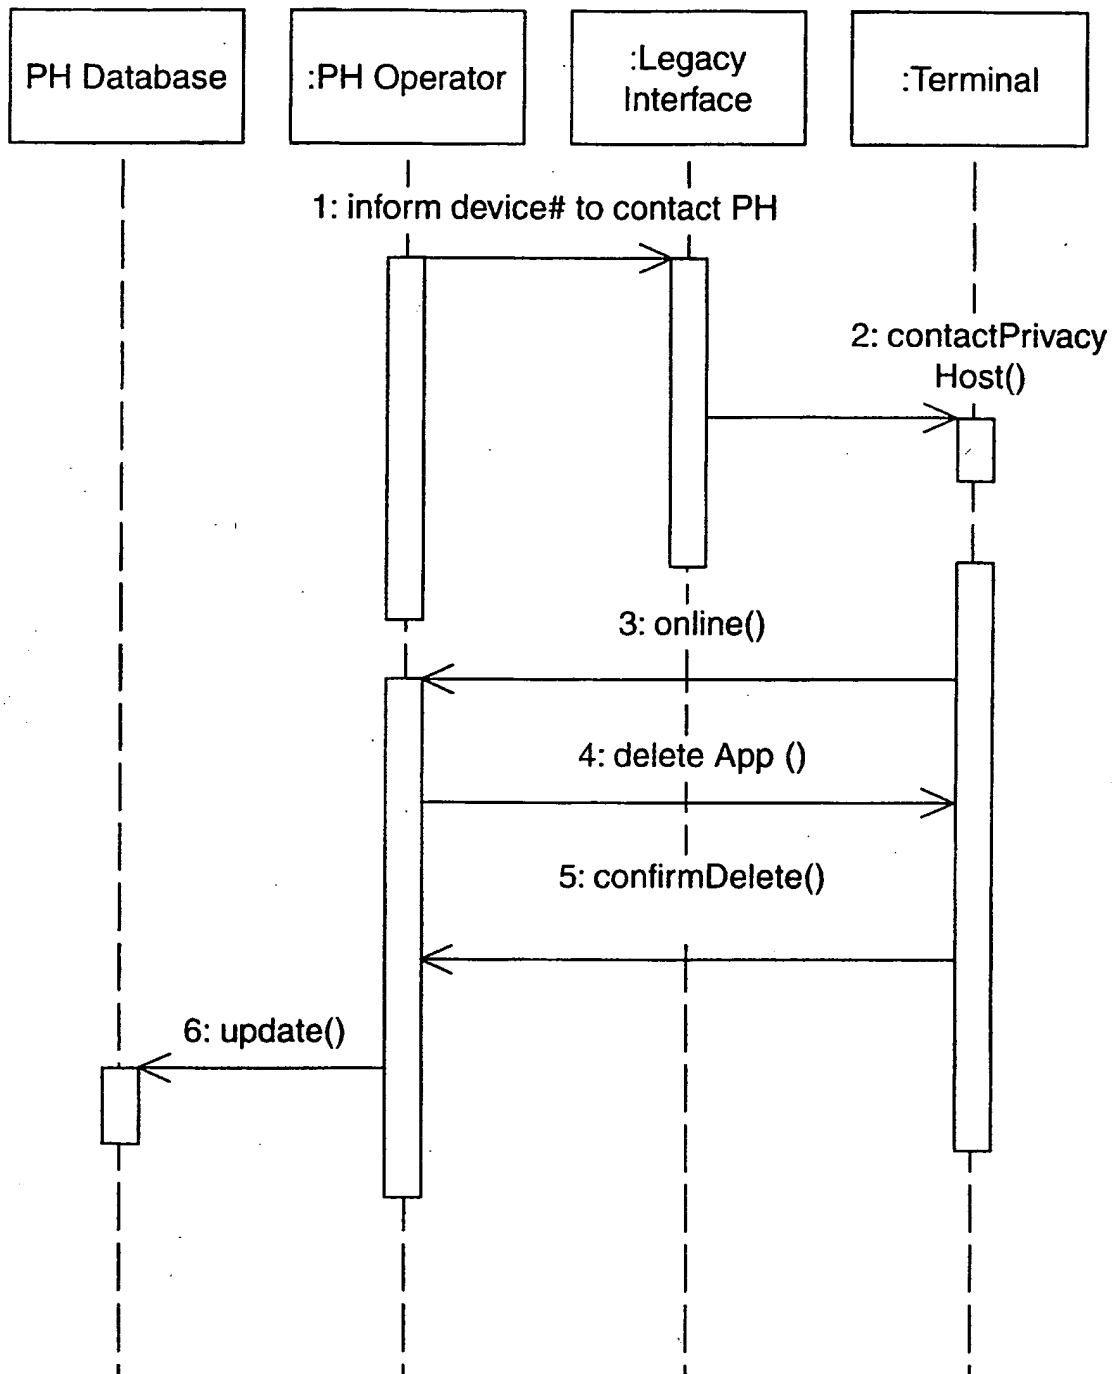 PH Database
:PH Operator
:Legacy
Interface
:Terminal
1: inform device# to contact PH
2: contactPrivacy
Host()
3: online()
4: delete App ()
5: confirmDelete()
6: update()